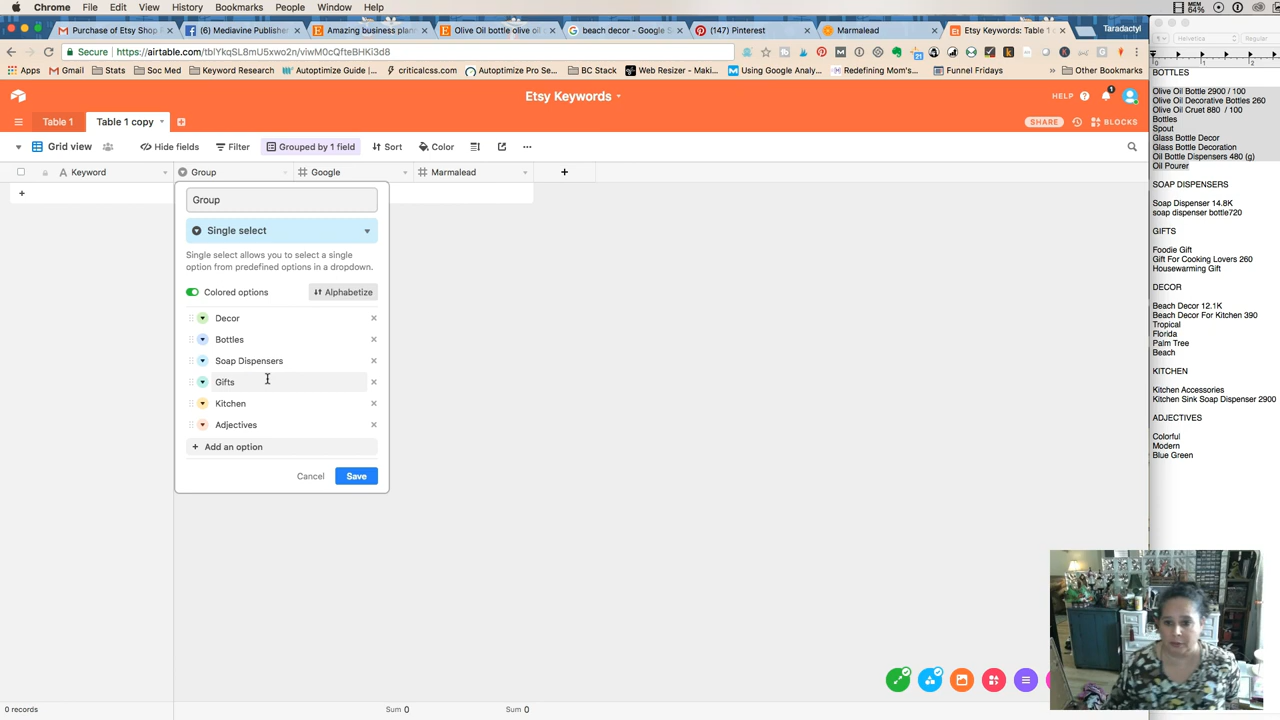 Chrome File Edit View History Bookmarks People Window Help
MEM 64%
Purchase of Etsy Shop
(6) Mediavine Publisher
Amazing business plan
Olive Oil bottle olive oil
beach decor - Google S
(147) Pinterest
Marmalead
Etsy Keywords: Table 1
Taradactyl
Secure https://airtable.com/tblYkqSL8mU5xwo2n/viwM0cQfteBHKi3d8
Apps Gmail Stats Soc Med Keyword Research Autoptimize Guide | criticalcss.com Autoptimize Pro Se... BC Stack Web Resizer - Maki... Using Google Analy... Redefining Mom's... Funnel Fridays » Other Bookmarks
Etsy Keywords
HELP
1
Table 1
Table 1 copy
SHARE
BLOCKS
Grid view
Hide fields
Filter
Grouped by 1 field
Sort
Color
Keyword
Group
Google
Marmalead
Group
Single select
Single select allows you to select a single
option from predefined options in a dropdown.
Colored options
Alphabetize
Decor
Bottles
Soap Dispensers
Gifts
Kitchen
Adjectives
+ Add an option
Cancel
Save
0 records
Sum 0
Sum 0
Helvetica
Regular
BOTTLES
Olive Oil Bottle 2900 / 100
Olive Oil Decorative Bottles 260
Olive Oil Cruet 880 / 100
Bottles
Spout
Glass Bottle Decor
Glass Bottle Decoration
Oil Bottle Dispensers 480 (g)
Oil Pourer
SOAP DISPENSERS
Soap Dispenser 14.8K
soap dispenser bottle720
GIFTS
Foodie Gift
Gift For Cooking Lovers 260
Housewarming Gift
DECOR
Beach Decor 12.1K
Beach Decor For Kitchen 390
Tropical
Florida
Palm Tree
Beach
KITCHEN
Kitchen Accessories
Kitchen Sink Soap Dispenser 2900
ADJECTIVES
Colorful
Modern
Blue Green